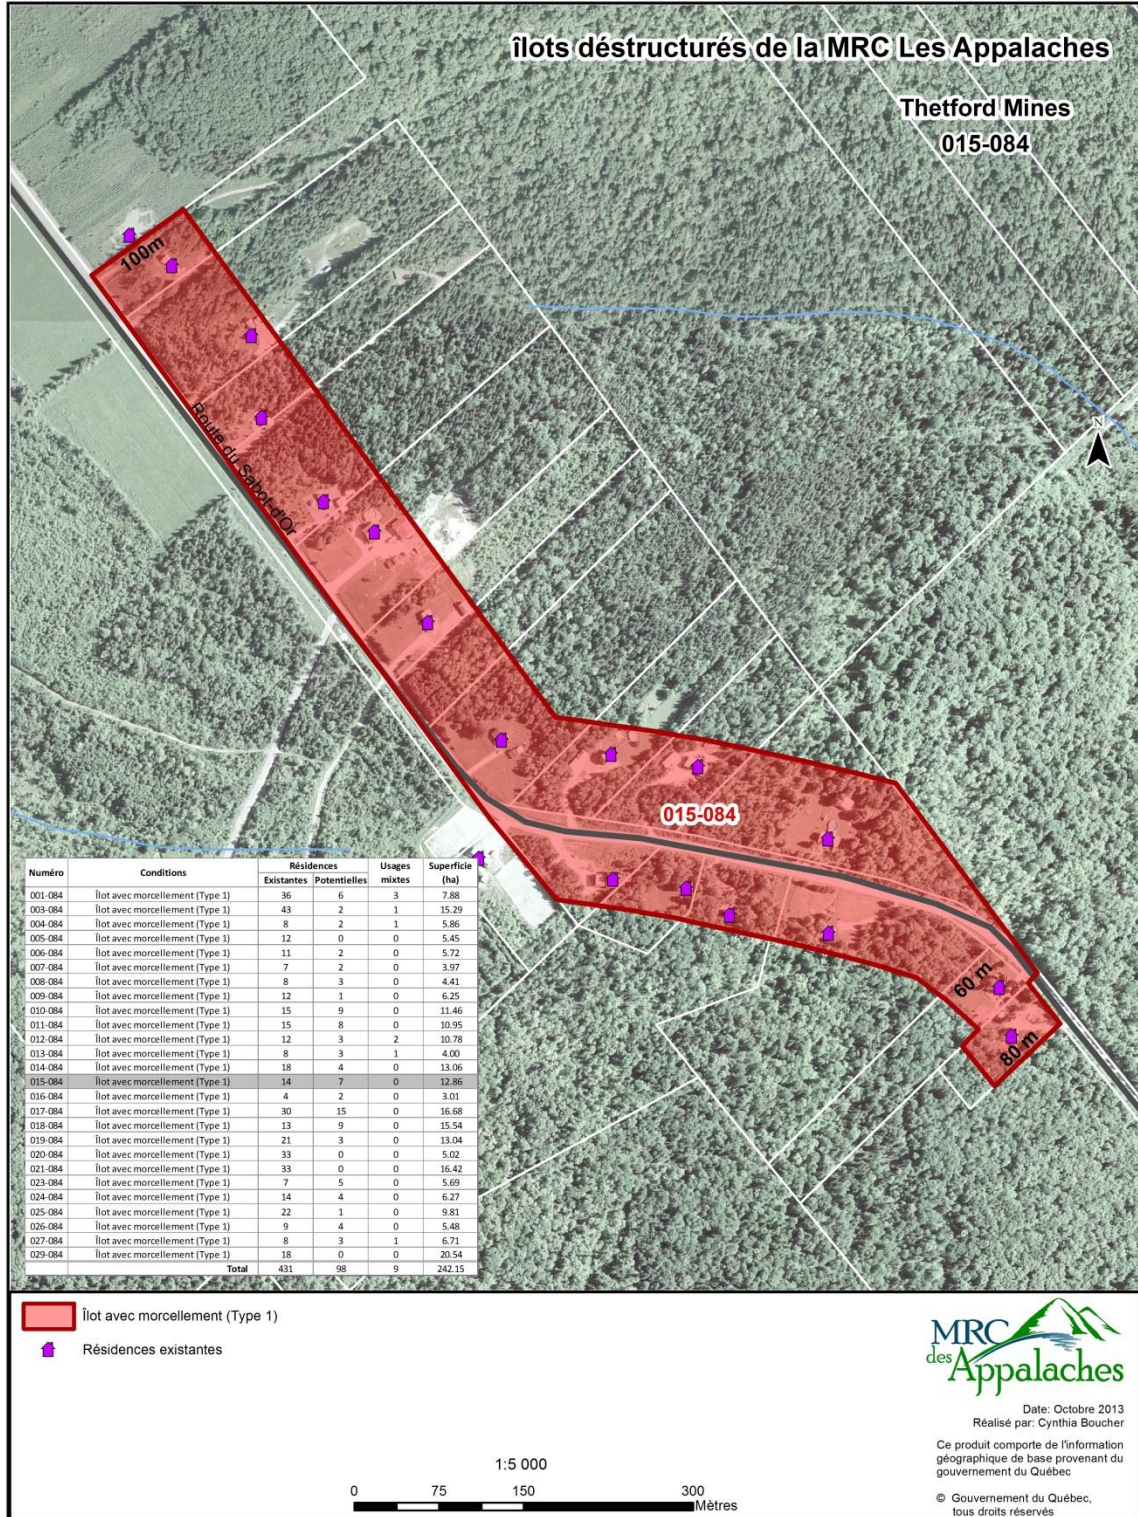 îlots déstructurés de la MRC Les Appalaches
Thetford Mines
015-084
100m
Route du Sabot-d'Or
N
015-084
60 m
80 m
Numéro Conditions Résidences Usages mixtes Superficie (ha)
Existantes Potentielles
001-084 Îlot avec morcellement (Type 1) 36 6 3 7.88
003-084 Îlot avec morcellement (Type 1) 43 2 1 15.29
004-084 Îlot avec morcellement (Type 1) 8 2 1 5.86
005-084 Îlot avec morcellement (Type 1) 12 0 0 5.45
006-084 Îlot avec morcellement (Type 1) 11 2 0 5.72
007-084 Îlot avec morcellement (Type 1) 7 2 0 3.97
008-084 Îlot avec morcellement (Type 1) 8 3 0 4.41
009-084 Îlot avec morcellement (Type 1) 12 1 0 6.25
010-084 Îlot avec morcellement (Type 1) 15 9 0 11.46
011-084 Îlot avec morcellement (Type 1) 15 8 0 10.95
012-084 Îlot avec morcellement (Type 1) 12 3 2 10.78
013-084 Îlot avec morcellement (Type 1) 8 3 1 4.00
014-084 Îlot avec morcellement (Type 1) 18 4 0 13.06
015-084 Îlot avec morcellement (Type 1) 14 7 0 12.86
016-084 Îlot avec morcellement (Type 1) 4 2 0 3.01
017-084 Îlot avec morcellement (Type 1) 30 15 0 16.68
018-084 Îlot avec morcellement (Type 1) 13 9 0 15.54
019-084 Îlot avec morcellement (Type 1) 21 3 0 13.04
020-084 Îlot avec morcellement (Type 1) 33 0 0 5.02
021-084 Îlot avec morcellement (Type 1) 33 0 0 16.42
023-084 Îlot avec morcellement (Type 1) 7 5 0 5.69
024-084 Îlot avec morcellement (Type 1) 14 4 0 6.27
025-084 Îlot avec morcellement (Type 1) 22 1 0 9.81
026-084 Îlot avec morcellement (Type 1) 9 4 0 5.48
027-084 Îlot avec morcellement (Type 1) 8 3 1 6.71
029-084 Îlot avec morcellement (Type 1) 18 0 0 20.54
Total 431 98 9 242.15
Îlot avec morcellement (Type 1)
Résidences existantes
1:5 000
0 75 150 300
Mètres
MRC
des Appalaches
Date: Octobre 2013
Réalisé par: Cynthia Boucher
Ce produit comporte de l'information
géographique de base provenant du
gouvernement du Québec
© Gouvernement du Québec,
tous droits réservés